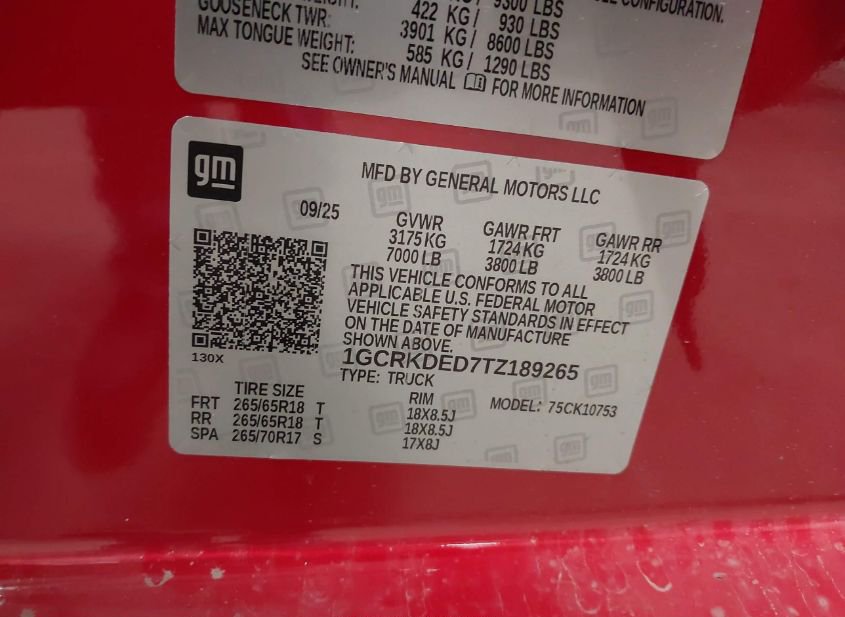 9300 LBS
CONFIGURATION.
GOOSENECK TWR: 422 KG / 930 LBS
3901 KG / 8600 LBS
MAX TONGUE WEIGHT: 585 KG / 1290 LBS
SEE OWNER'S MANUAL FOR MORE INFORMATION
gm
MFD BY GENERAL MOTORS LLC
09/25
GVWR GAWR FRT GAWR RR
3175 KG 1724 KG 1724 KG
7000 LB 3800 LB 3800 LB
THIS VEHICLE CONFORMS TO ALL
APPLICABLE U.S. FEDERAL MOTOR
VEHICLE SAFETY STANDARDS IN EFFECT
ON THE DATE OF MANUFACTURE
SHOWN ABOVE.
130X
1GCRKDED7TZ189265
TYPE: TRUCK
TIRE SIZE RIM MODEL: 75CK10753
FRT 265/65R18 T 18X8.5J
RR 265/65R18 T 18X8.5J
SPA 265/70R17 S 17X8J